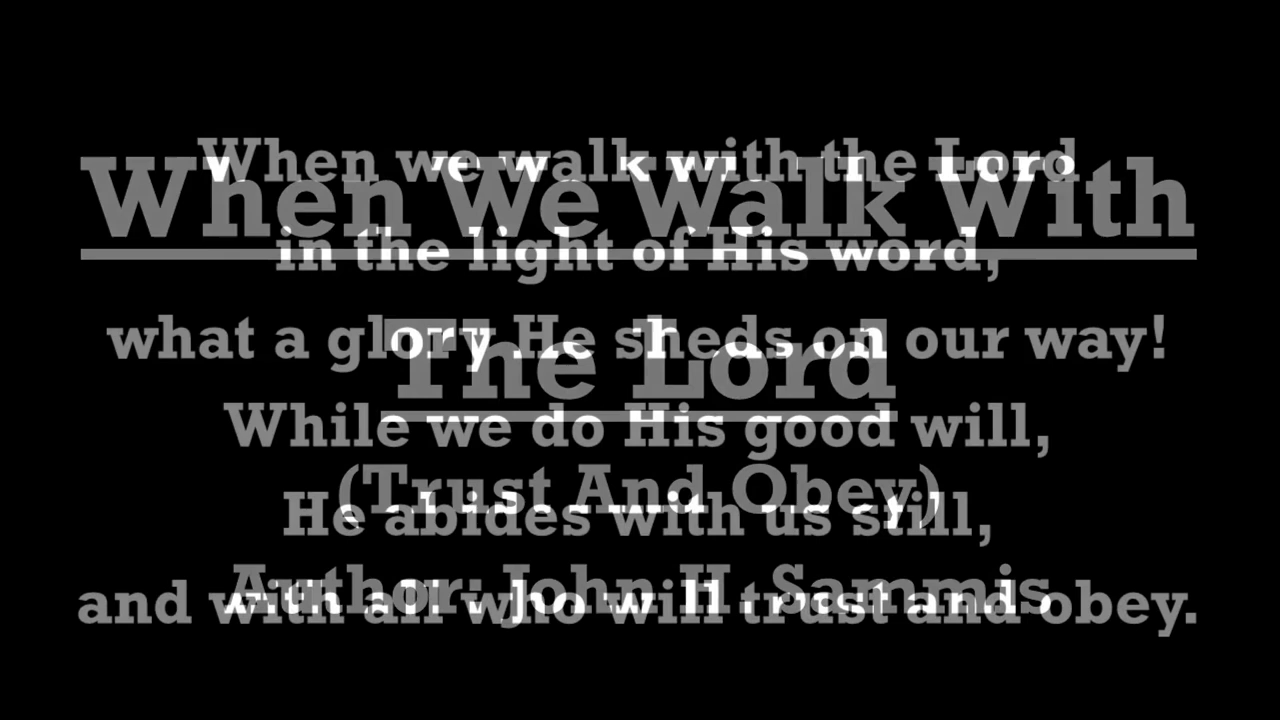 When We Walk With
The Lord
(Trust And Obey)
Author: John H. Sammis
When we walk with the Lord
in the light of His word,
what a glory He sheds on our way!
While we do His good will,
He abides with us still,
and with all who will trust and obey.